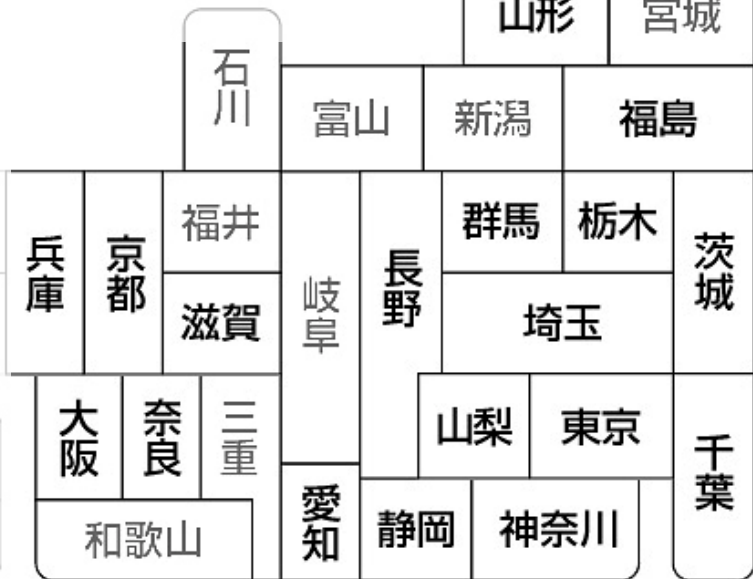 山形
宮城
石川
富山
新潟
福島
兵庫
京都
福井
岐阜
長野
群馬
栃木
茨城
滋賀
埼玉
大阪
奈良
三重
山梨
東京
千葉
和歌山
愛知
静岡
神奈川